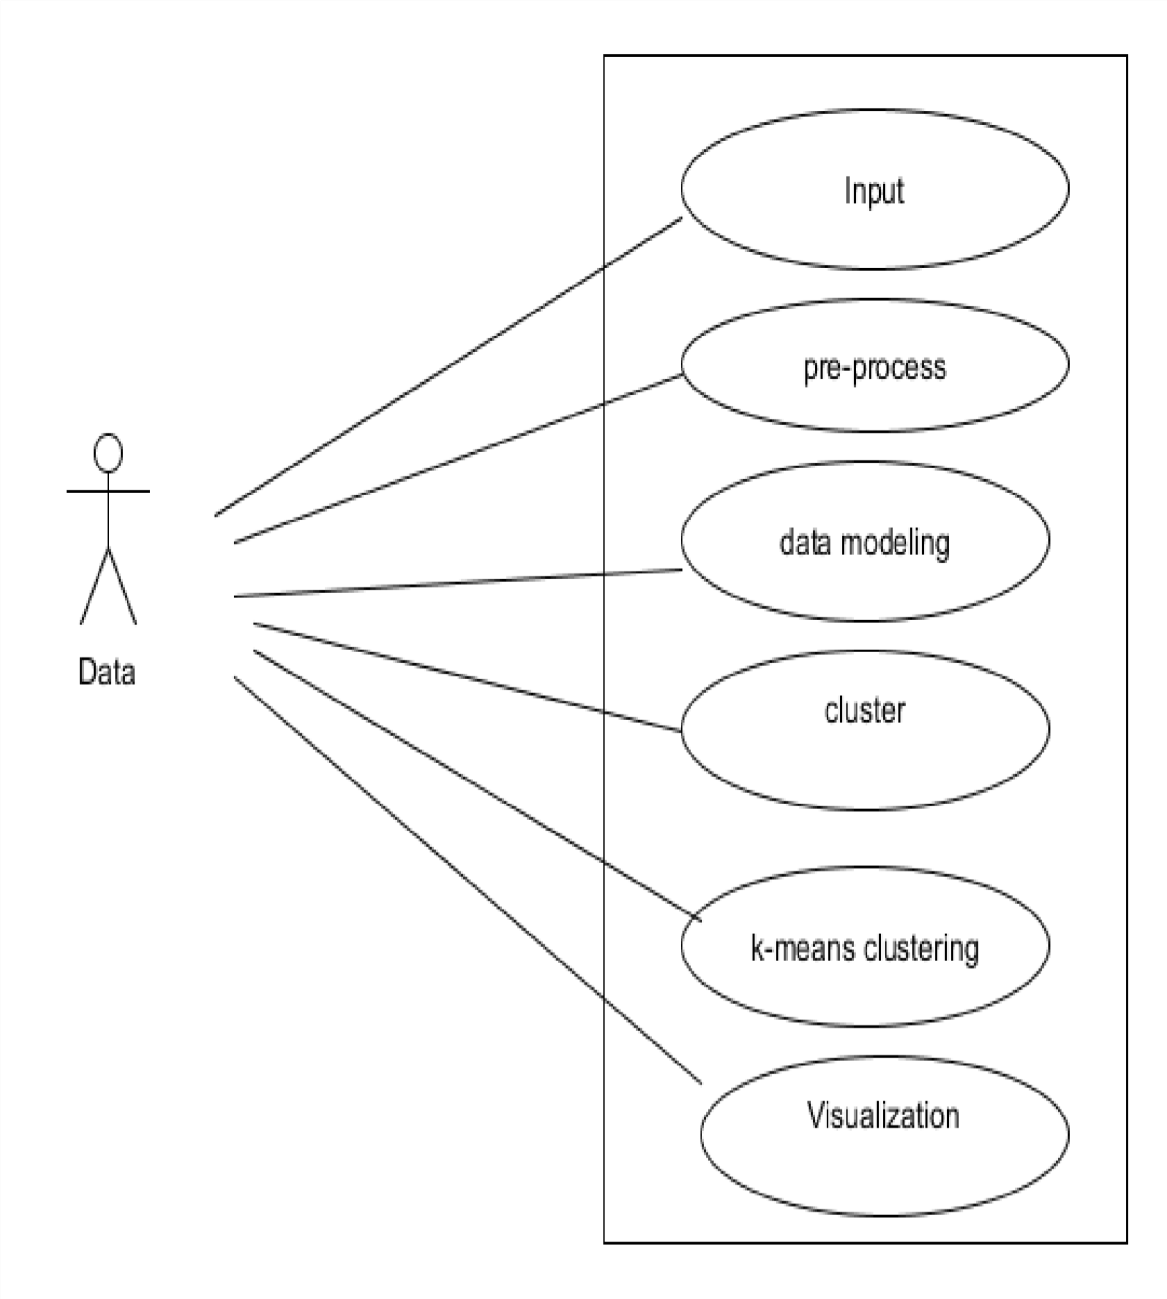 Input
pre-process
data modeling
Data
cluster
k-means clustering
Visualization